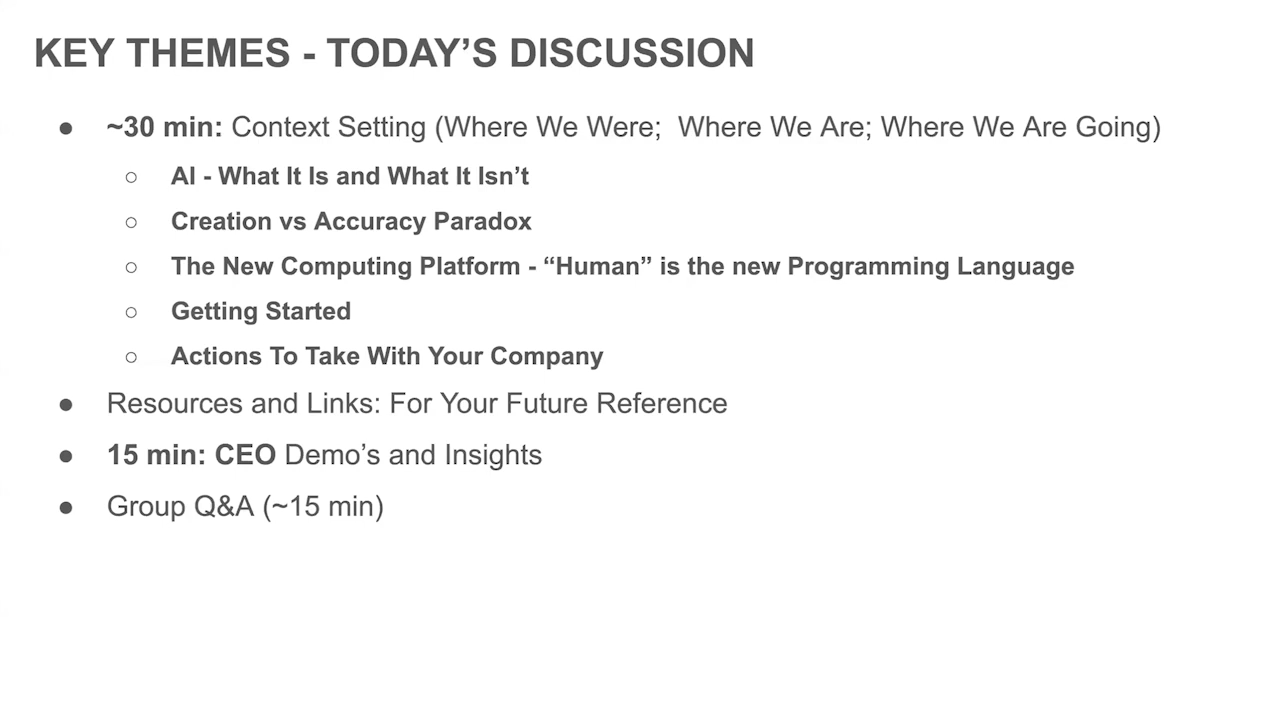 KEY THEMES - TODAY’S DISCUSSION
● ~30 min: Context Setting (Where We Were;  Where We Are; Where We Are Going)
○ AI - What It Is and What It Isn’t
○ Creation vs Accuracy Paradox
○ The New Computing Platform - “Human” is the new Programming Language
○ Getting Started
○ Actions To Take With Your Company
● Resources and Links: For Your Future Reference
● 15 min: CEO Demo’s and Insights
● Group Q&A (~15 min)